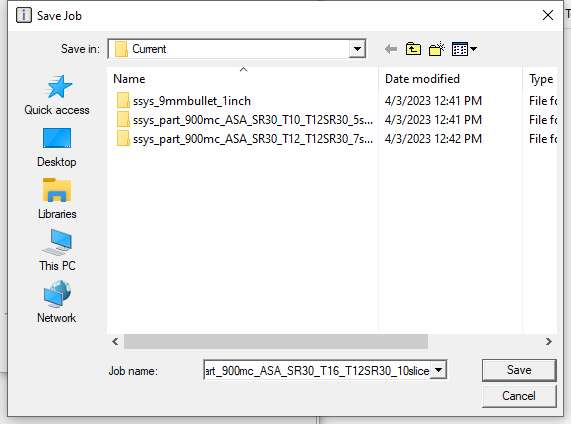 Save Job
Save in: Current
Name Date modified Type
ssys_9mmbullet_1inch 4/3/2023 12:41 PM File fo
ssys_part_900mc_ASA_SR30_T10_T12SR30_5s... 4/3/2023 12:41 PM File fo
ssys_part_900mc_ASA_SR30_T12_T12SR30_7s... 4/3/2023 12:42 PM File fo
Quick access
Desktop
Libraries
This PC
Network
Job name: art_900mc_ASA_SR30_T16_T12SR30_10slice
Save
Cancel